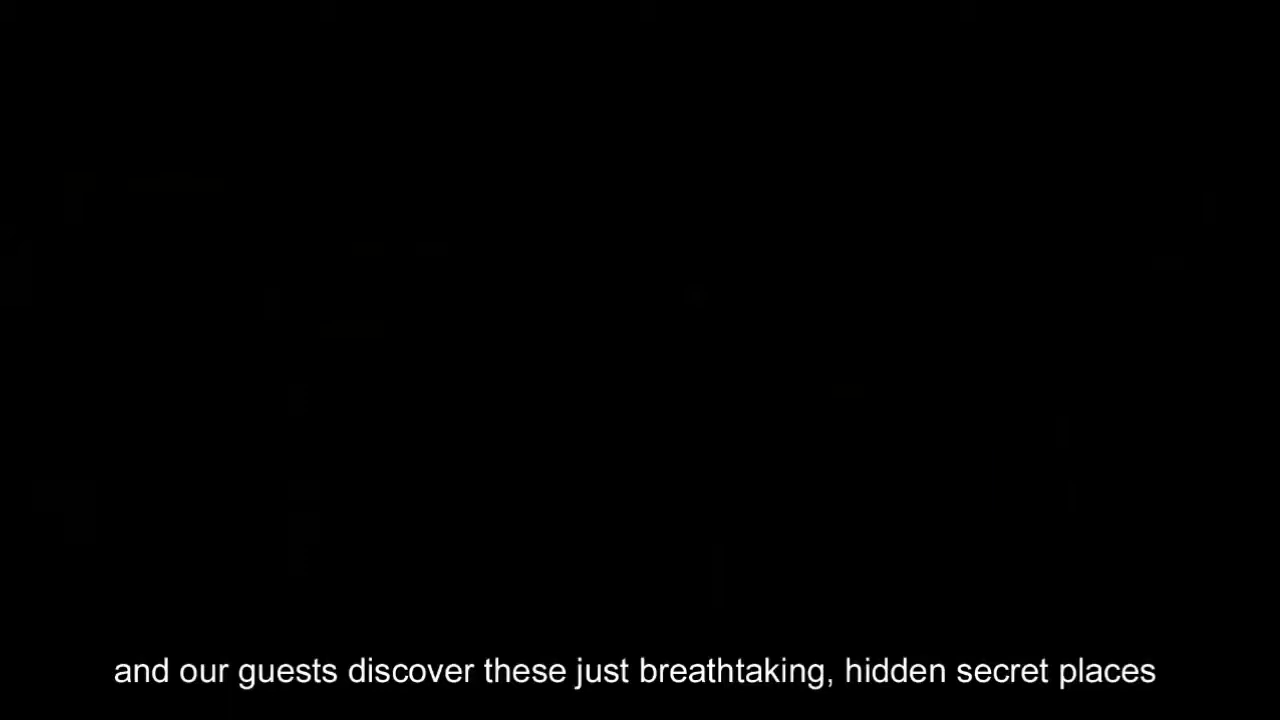 and our guests discover these just breathtaking, hidden secret places